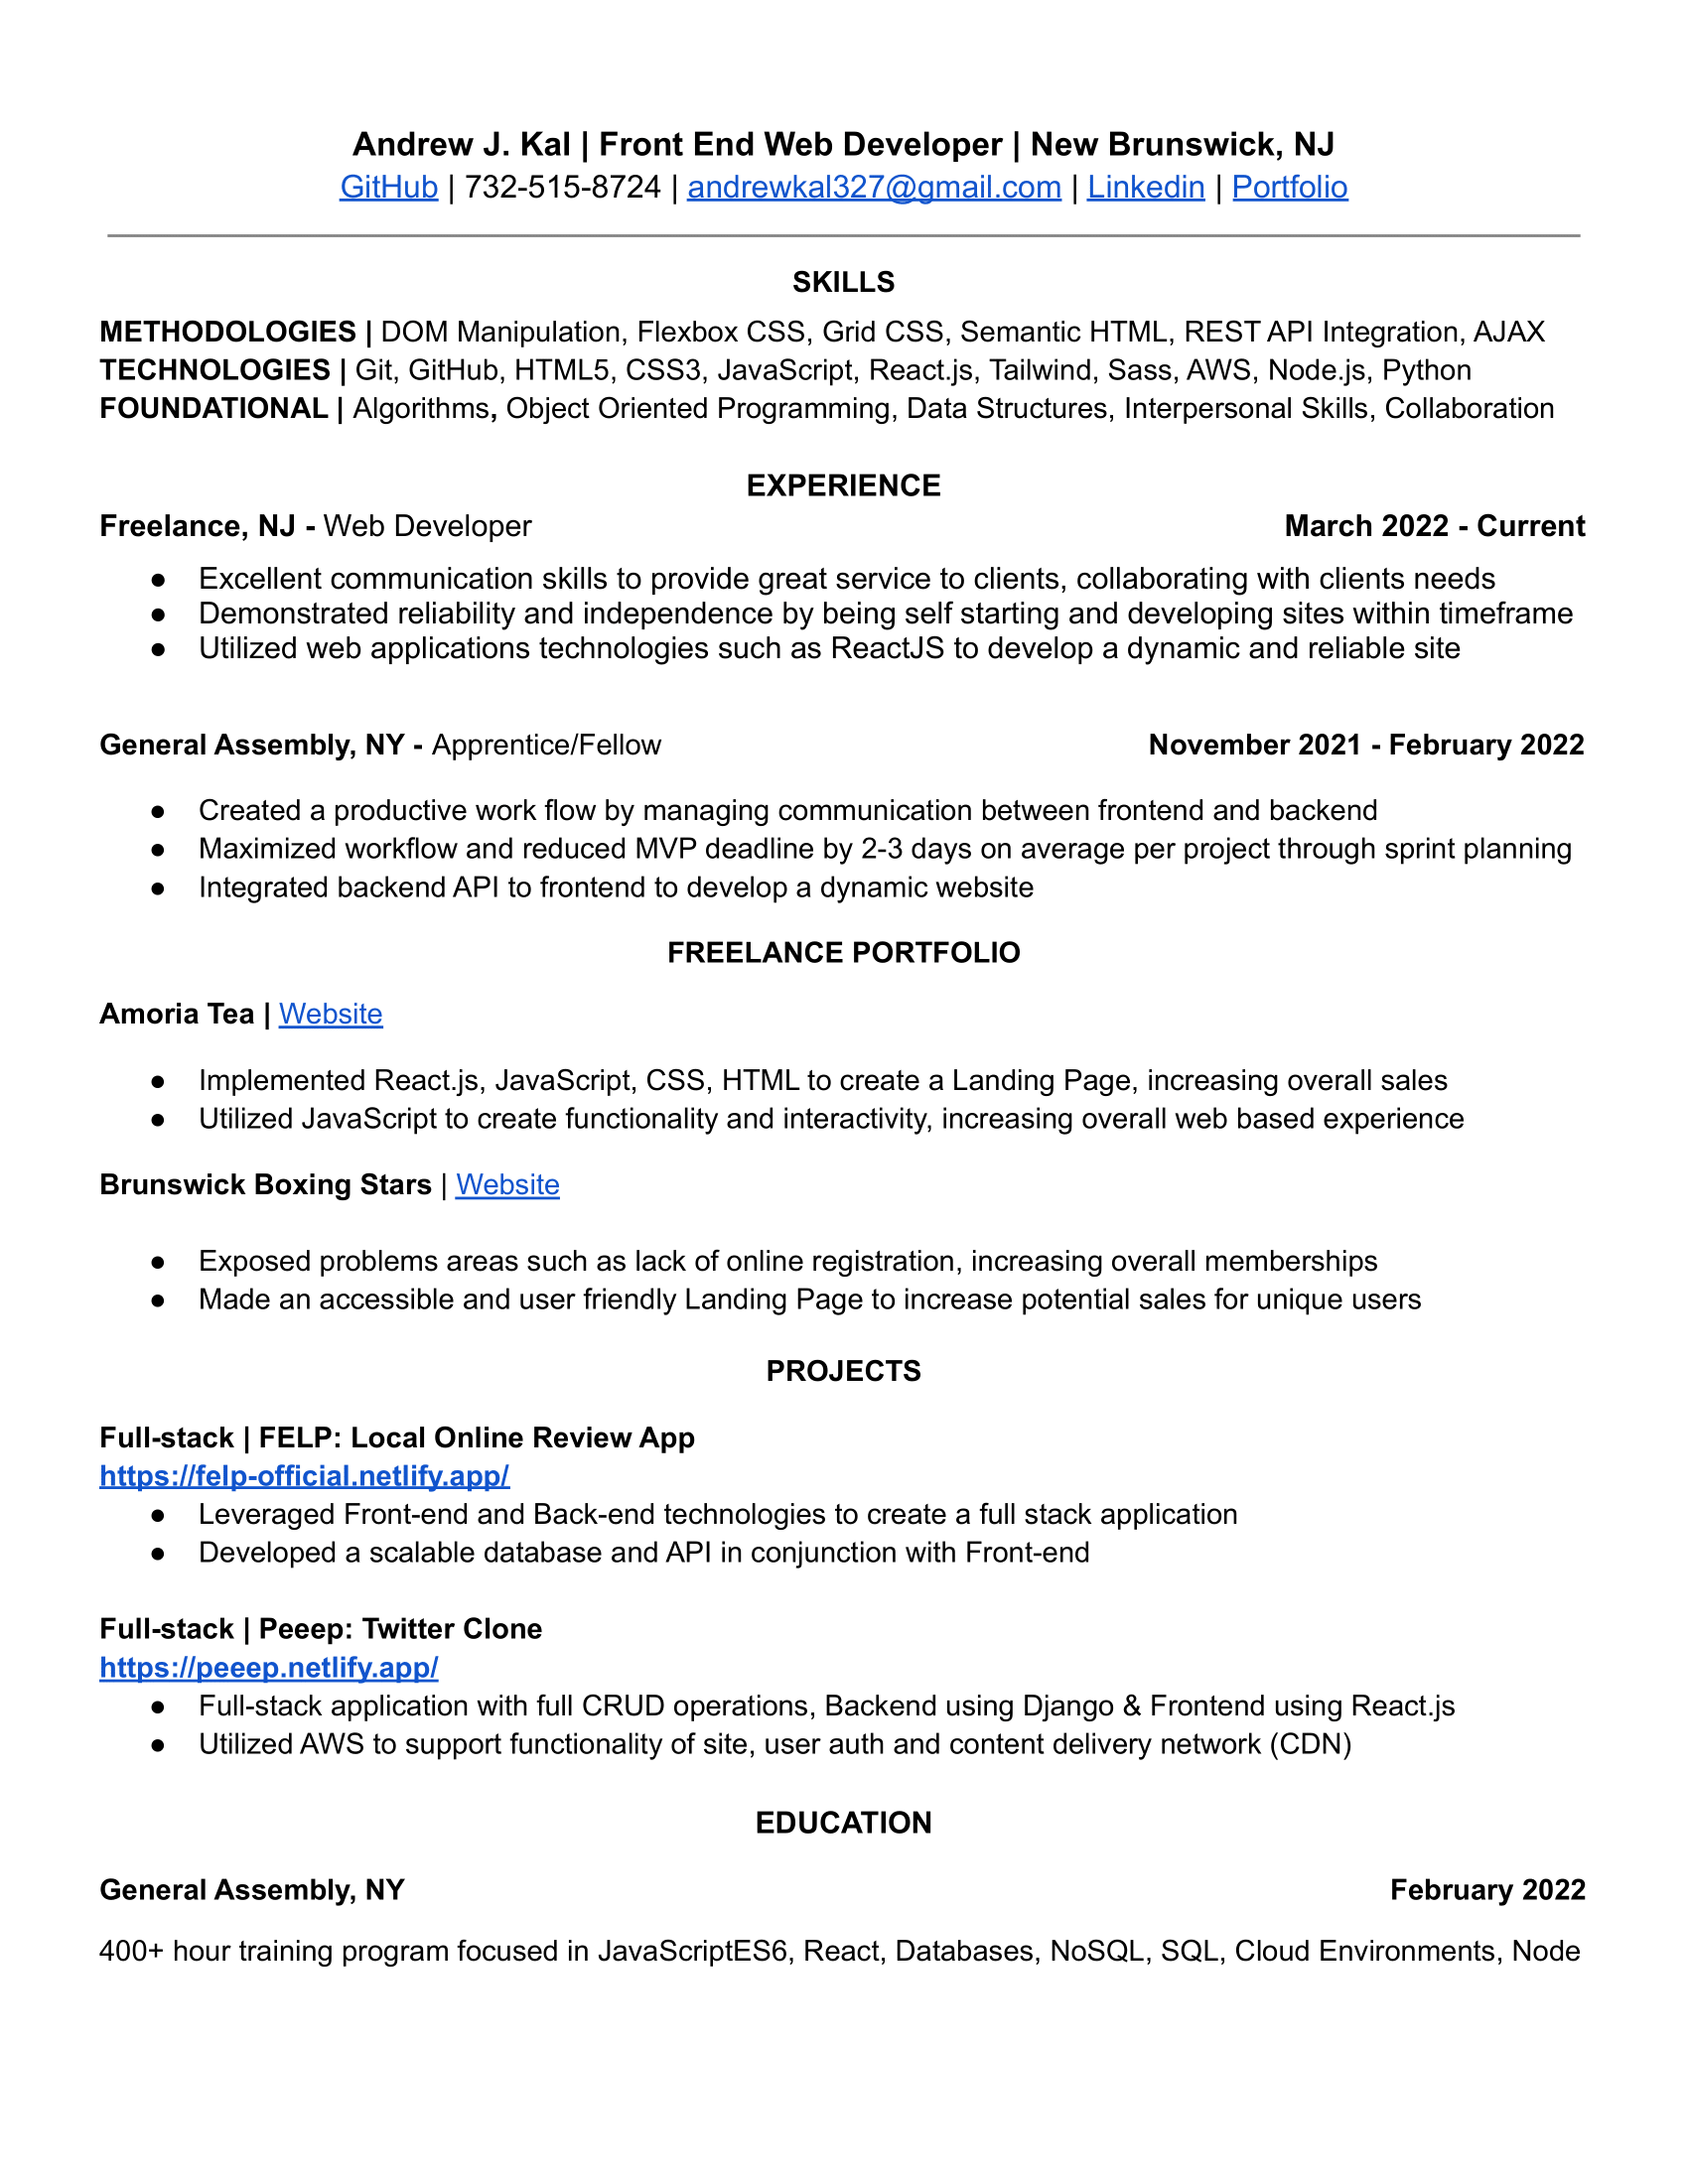 Andrew J. Kal | Front End Web Developer | New Brunswick, NJ
GitHub | 732-515-8724 | andrewkal327@gmail.com | Linkedin | Portfolio
SKILLS
METHODOLOGIES | DOM Manipulation, Flexbox CSS, Grid CSS, Semantic HTML, REST API Integration, AJAX
TECHNOLOGIES | Git, GitHub, HTML5, CSS3, JavaScript, React.js, Tailwind, Sass, AWS, Node.js, Python
FOUNDATIONAL | Algorithms, Object Oriented Programming, Data Structures, Interpersonal Skills, Collaboration
EXPERIENCE
Freelance, NJ - Web Developer March 2022 - Current
● Excellent communication skills to provide great service to clients, collaborating with clients needs
● Demonstrated reliability and independence by being self starting and developing sites within timeframe
● Utilized web applications technologies such as ReactJS to develop a dynamic and reliable site
General Assembly, NY - Apprentice/Fellow November 2021 - February 2022
● Created a productive work flow by managing communication between frontend and backend
● Maximized workflow and reduced MVP deadline by 2-3 days on average per project through sprint planning
● Integrated backend API to frontend to develop a dynamic website
FREELANCE PORTFOLIO
Amoria Tea | Website
● Implemented React.js, JavaScript, CSS, HTML to create a Landing Page, increasing overall sales
● Utilized JavaScript to create functionality and interactivity, increasing overall web based experience
Brunswick Boxing Stars | Website
● Exposed problems areas such as lack of online registration, increasing overall memberships
● Made an accessible and user friendly Landing Page to increase potential sales for unique users
PROJECTS
Full-stack | FELP: Local Online Review App
https://felp-official.netlify.app/
● Leveraged Front-end and Back-end technologies to create a full stack application
● Developed a scalable database and API in conjunction with Front-end
Full-stack | Peeep: Twitter Clone
https://peeep.netlify.app/
● Full-stack application with full CRUD operations, Backend using Django & Frontend using React.js
● Utilized AWS to support functionality of site, user auth and content delivery network (CDN)
EDUCATION
General Assembly, NY February 2022
400+ hour training program focused in JavaScriptES6, React, Databases, NoSQL, SQL, Cloud Environments, Node